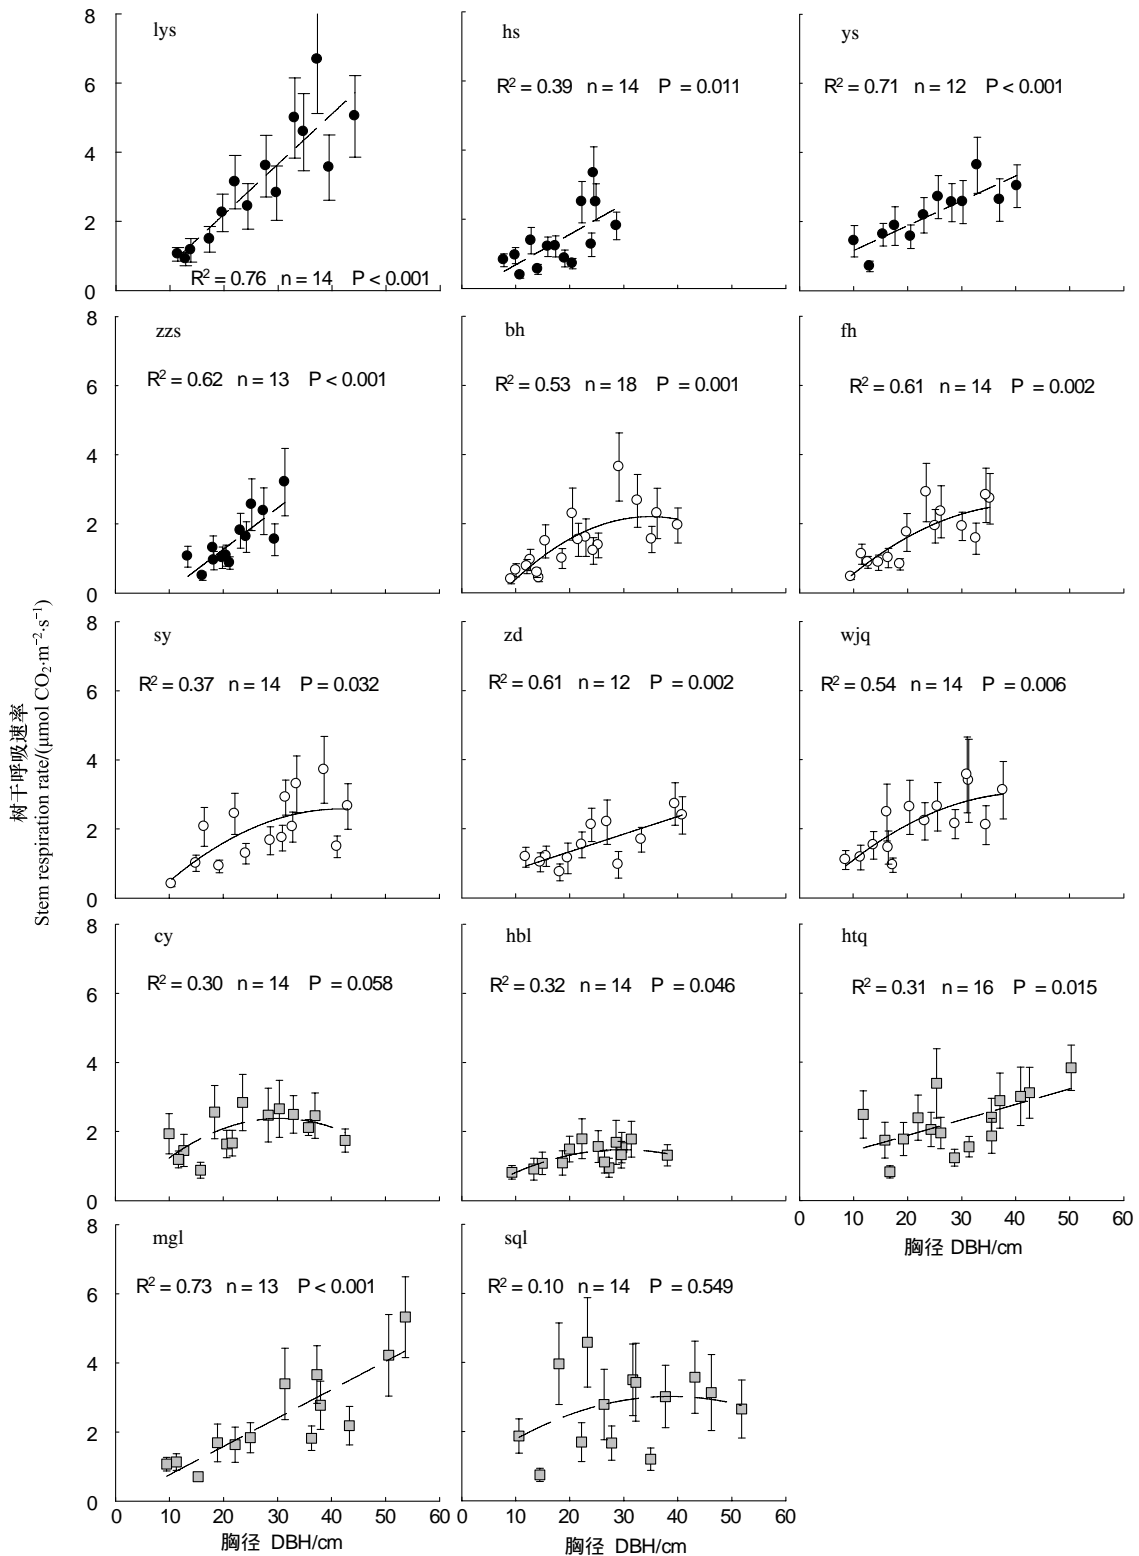 lys
R² = 0.76 n = 14 P < 0.001
hs
R² = 0.39 n = 14 P = 0.011
ys
R² = 0.71 n = 12 P < 0.001
8
6
4
2
0
zzs
R² = 0.62 n = 13 P < 0.001
bh
R² = 0.53 n = 18 P = 0.001
fh
R² = 0.61 n = 14 P = 0.002
8
6
4
2
0
sy
R² = 0.37 n = 14 P = 0.032
zd
R² = 0.61 n = 12 P = 0.002
wjq
R² = 0.54 n = 14 P = 0.006
8
6
4
2
0
树干呼吸速率
Stem respiration rate/(μmol CO₂·m⁻²·s⁻¹)
cy
R² = 0.30 n = 14 P = 0.058
hbl
R² = 0.32 n = 14 P = 0.046
htq
R² = 0.31 n = 16 P = 0.015
8
6
4
2
0
0 10 20 30 40 50 60
胸径 DBH/cm
mgl
R² = 0.73 n = 13 P < 0.001
sql
R² = 0.10 n = 14 P = 0.549
8
6
4
2
0
0 10 20 30 40 50 60
胸径 DBH/cm
0 10 20 30 40 50 60
胸径 DBH/cm